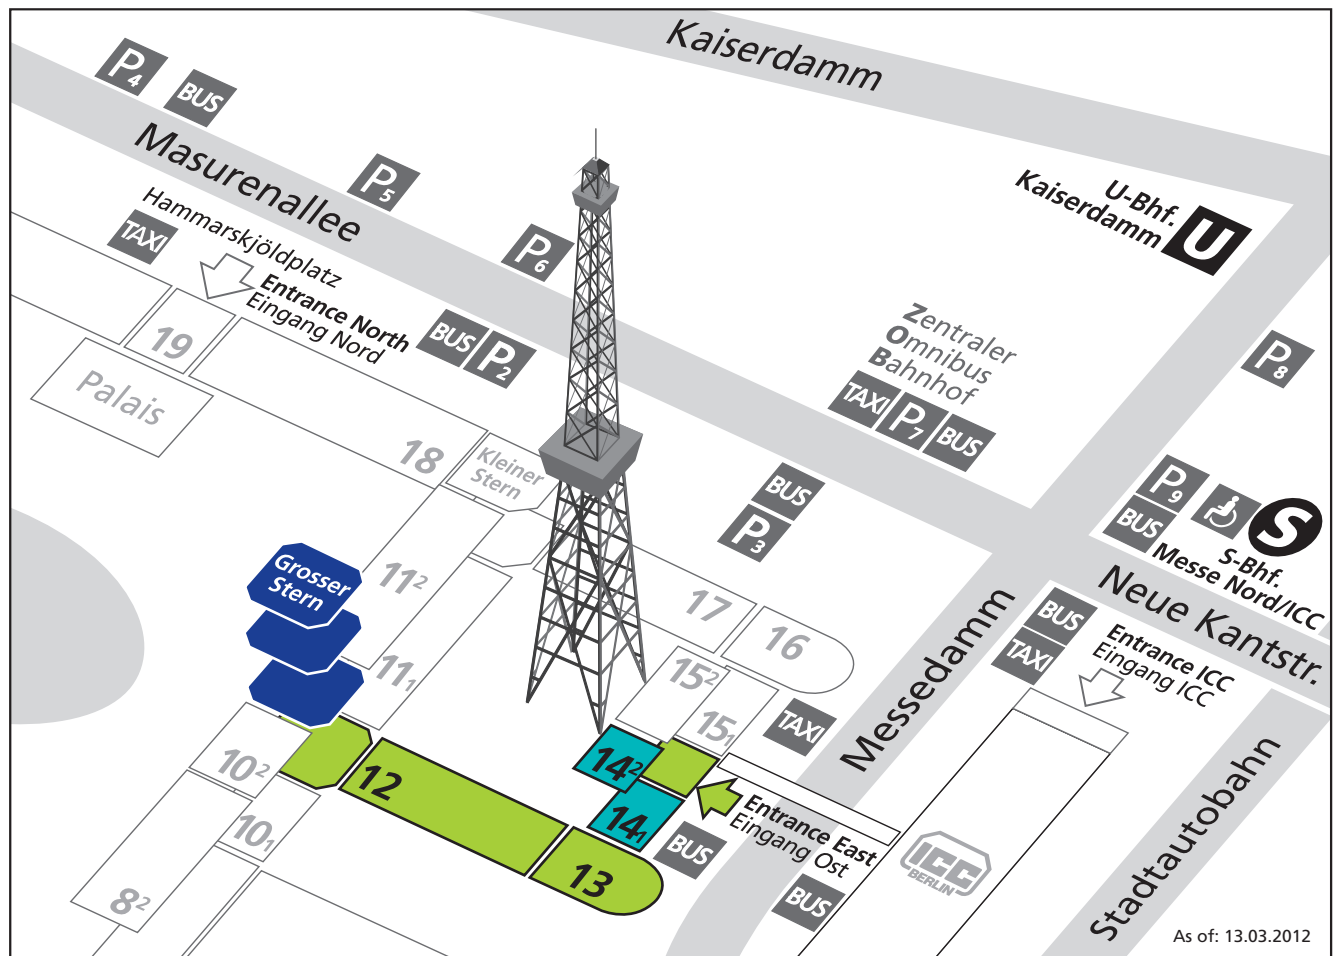 Kaiserdamm
P4
BUS
Masurenallee
P5
Hammarskjöldplatz
TAXI
Entrance North
Eingang Nord
P6
U-Bhf.
Kaiserdamm
U
BUS
P2
19
Palais
18
Kleiner
Stern
Zentraler
Omnibus
Bahnhof
TAXI
P7
BUS
P8
BUS
P3
P9
BUS
S
S-Bhf.
Messe Nord/ICC
Neue Kantstr.
Grosser
Stern
11²
11₁
17
16
15²
15₁
TAXI
Messedamm
BUS
TAXI
Entrance ICC
Eingang ICC
10²
10₁
8²
12
13
14²
14₁
Entrance East
Eingang Ost
BUS
BUS
ICC
BERLIN
Stadtautobahn
As of: 13.03.2012